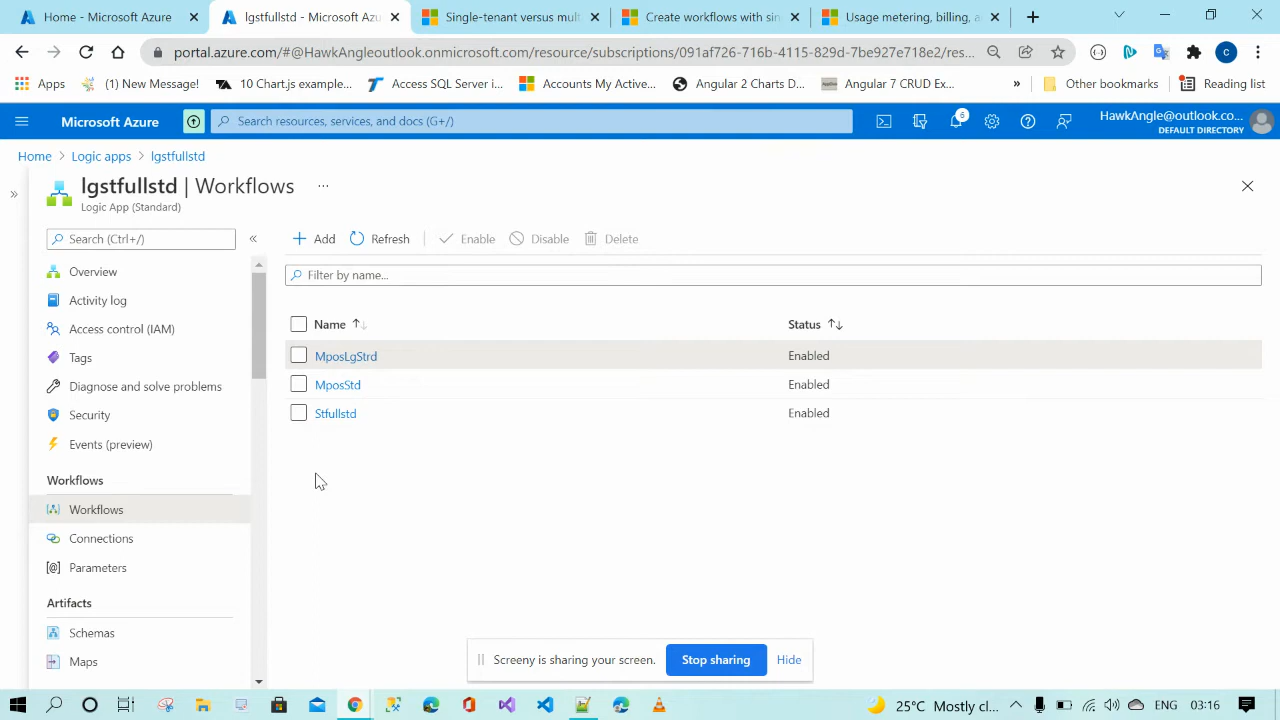 Home - Microsoft Azure
lgstfullstd - Microsoft Azu
Single-tenant versus mult
Create workflows with sin
Usage metering, billing, a
portal.azure.com/#@HawkAngleoutlook.onmicrosoft.com/resource/subscriptions/091af726-716b-4115-829d-7be927e718e2/res...
C
Apps
(1) New Message!
10 Chart.js example...
Access SQL Server i...
Accounts My Active...
Angular 2 Charts D...
Angular 7 CRUD Ex...
»
Other bookmarks
Reading list
Microsoft Azure
Search resources, services, and docs (G+/)
6
HawkAngle@outlook.co...
DEFAULT DIRECTORY
Home > Logic apps > lgstfullstd
lgstfullstd | Workflows ...
Logic App (Standard)
Search (Ctrl+/)
Add
Refresh
Enable
Disable
Delete
Overview
Activity log
Access control (IAM)
Tags
Diagnose and solve problems
Security
Events (preview)
Workflows
Workflows
Connections
Parameters
Artifacts
Schemas
Maps
Filter by name...
Name ↑↓ Status ↑↓
MposLgStrd Enabled
MposStd Enabled
Stfullstd Enabled
Screeny is sharing your screen. Stop sharing Hide
25°C Mostly cl... ENG 03:16